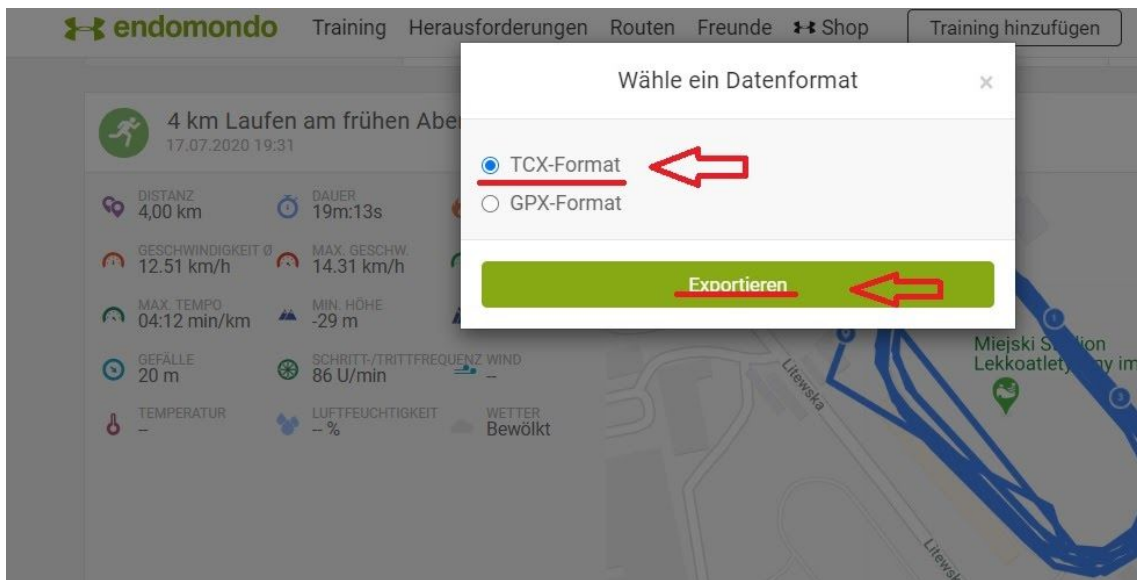 endomondo Training Herausforderungen Routen Freunde Shop Training hinzufügen
Wähle ein Datenformat ×
4 km Laufen am frühen
17.07.2020 19:31
TCX-Format
GPX-Format
Exportieren
DISTANZ DAUER
4,00 km 19m:13s
GESCHWINDIGKEIT Ø MAX. GESCHW.
12.51 km/h 14.31 km/h
MAX. TEMPO MIN. HÖHE
04:12 min/km -29 m
GEFÄLLE SCHRITT-/TRITTFREQUENZ WIND
20 m 86 U/min --
TEMPERATUR LUFTFEUCHTIGKEIT WETTER
-- -- % Bewölkt
1
Miejski
3
Litewska